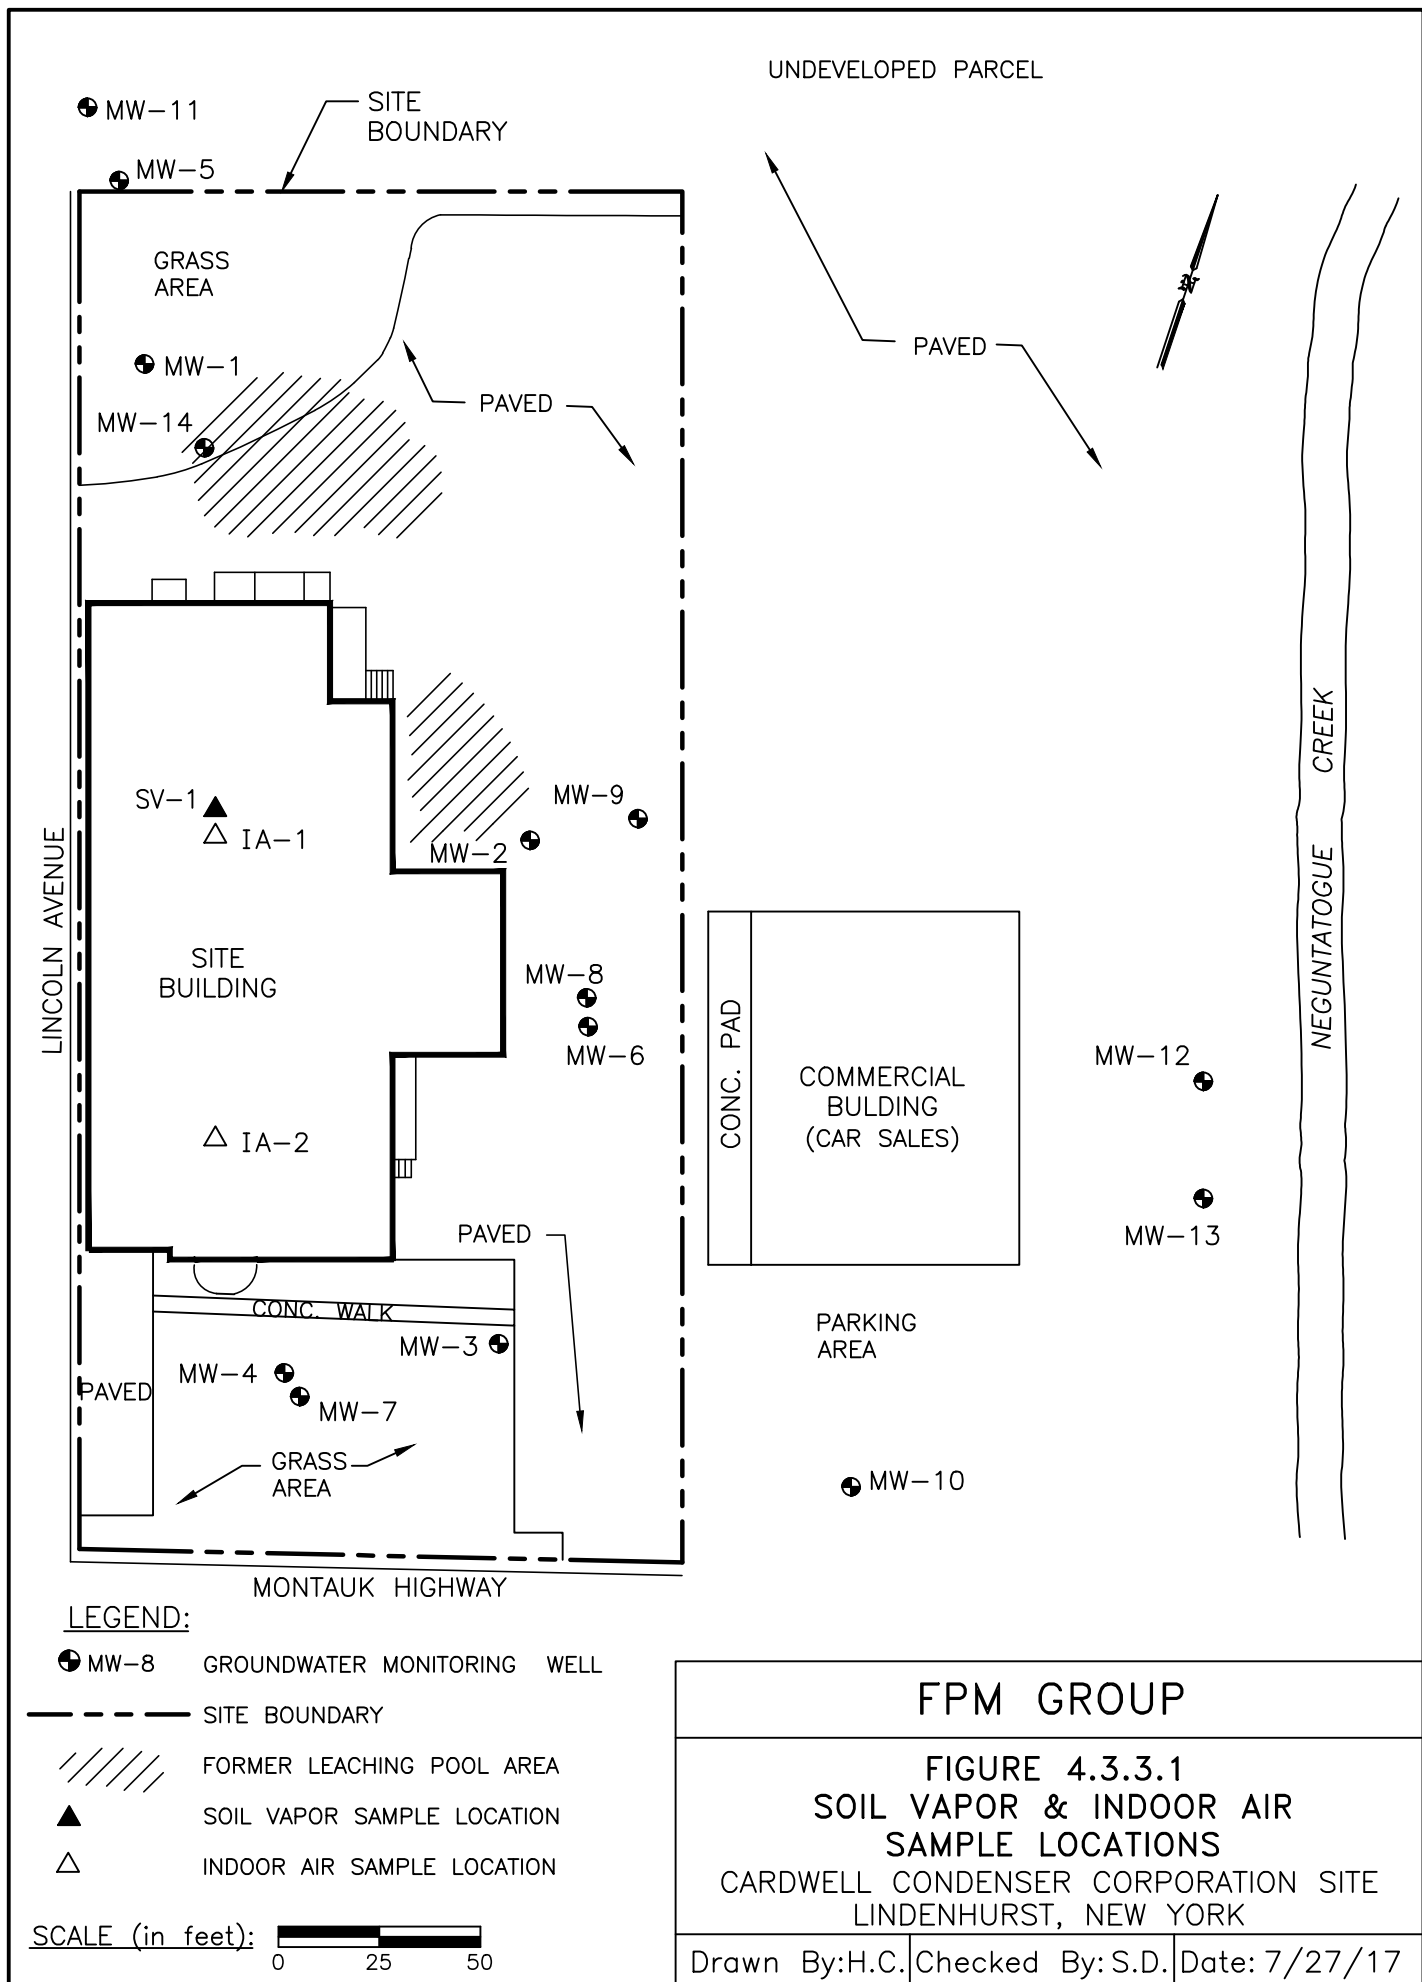 UNDEVELOPED PARCEL
MW-11
SITE
BOUNDARY
MW-5
GRASS
AREA
N
PAVED
MW-1
PAVED
MW-14
SV-1
IA-1
MW-9
MW-2
NEGUNTATOGUE CREEK
LINCOLN AVENUE
SITE
BUILDING
MW-8
MW-6
CONC. PAD
COMMERCIAL
BULDING
(CAR SALES)
MW-12
IA-2
MW-13
PAVED
CONC. WALK
MW-3
PARKING
AREA
MW-4
PAVED
MW-7
GRASS
AREA
MW-10
MONTAUK HIGHWAY
LEGEND:
MW-8 GROUNDWATER MONITORING WELL
SITE BOUNDARY
FORMER LEACHING POOL AREA
SOIL VAPOR SAMPLE LOCATION
INDOOR AIR SAMPLE LOCATION
SCALE (in feet):
0 25 50
FPM GROUP
FIGURE 4.3.3.1
SOIL VAPOR & INDOOR AIR
SAMPLE LOCATIONS
CARDWELL CONDENSER CORPORATION SITE
LINDENHURST, NEW YORK
Drawn By:H.C. Checked By:S.D. Date: 7/27/17